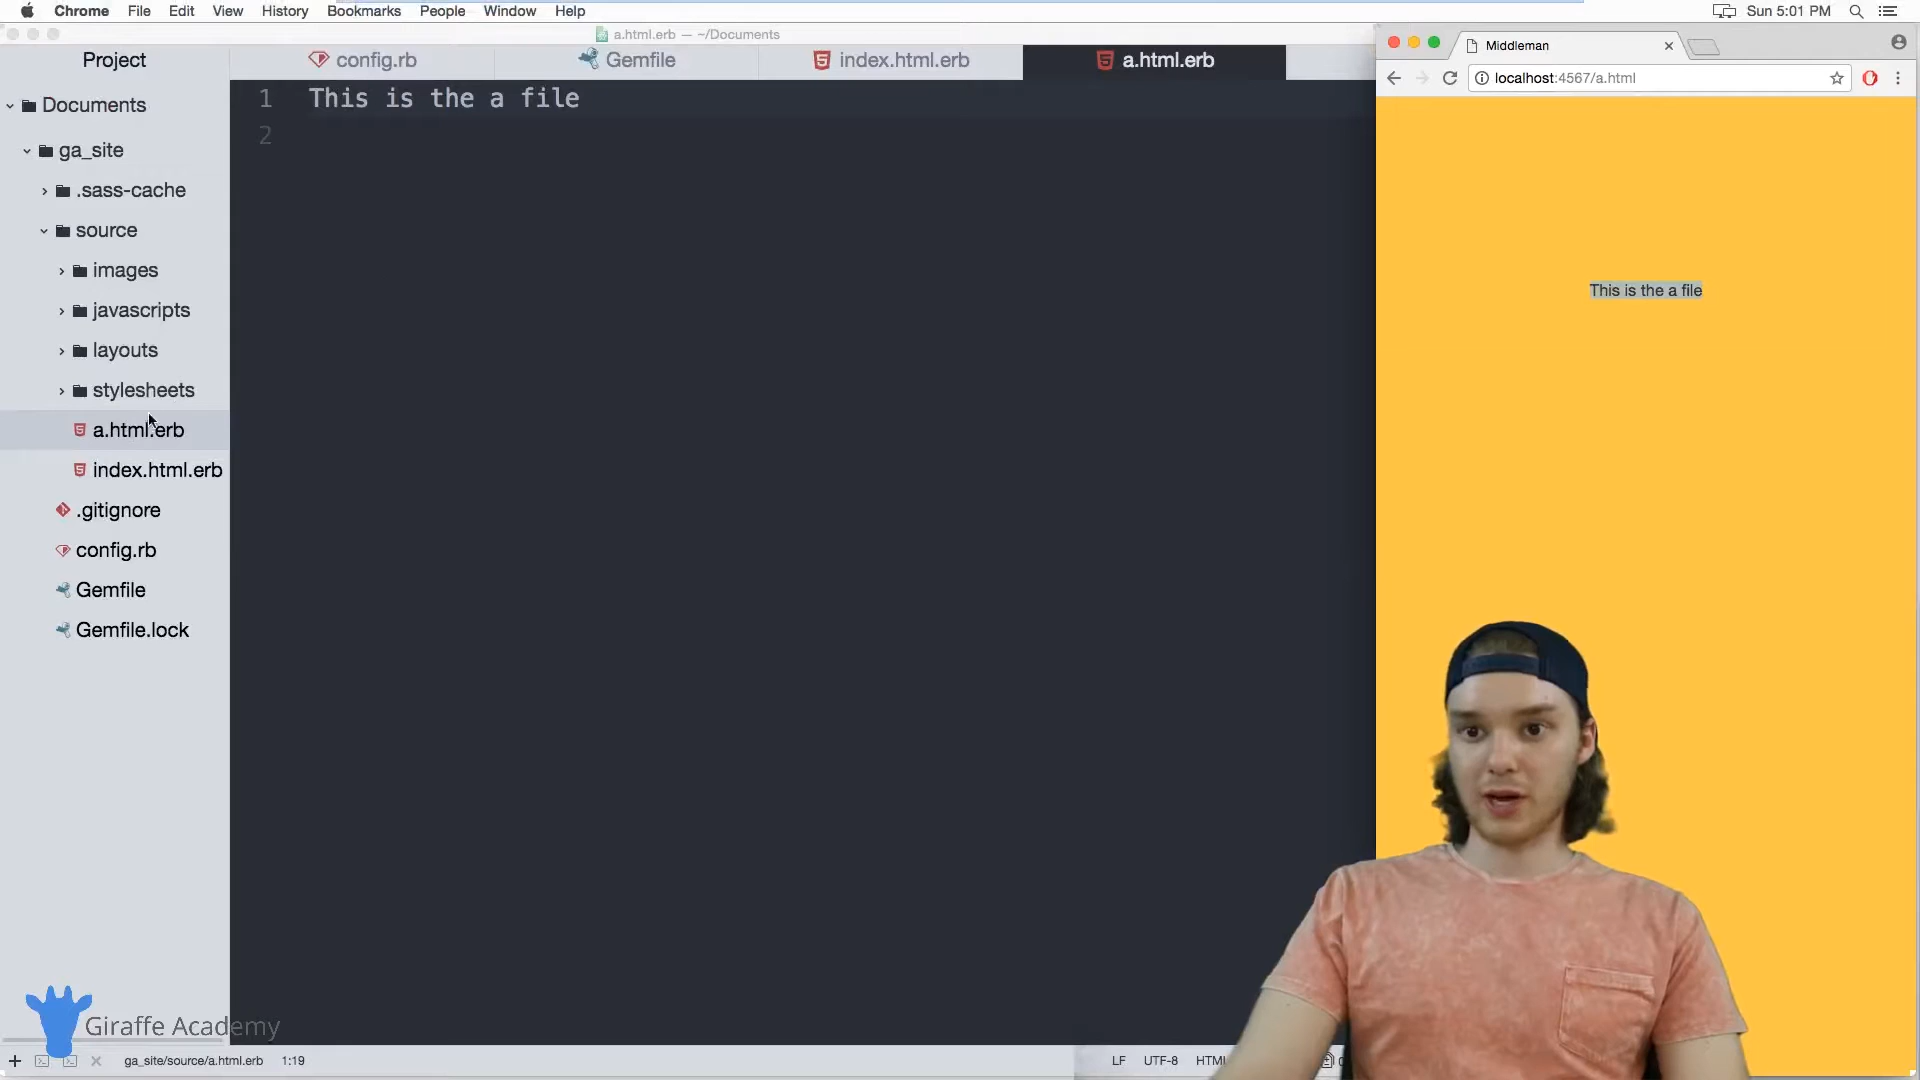 Chrome File Edit View History Bookmarks People Window Help Sun 5:01 PM
a.html.erb — ~/Documents
Project
config.rb
Gemfile
index.html.erb
a.html.erb
Middleman
localhost:4567/a.html
Documents
ga_site
.sass-cache
source
images
javascripts
layouts
stylesheets
a.html.erb
index.html.erb
.gitignore
config.rb
Gemfile
Gemfile.lock
1 This is the a file
2
This is the a file
Giraffe Academy
ga_site/source/a.html.erb 1:19 LF UTF-8